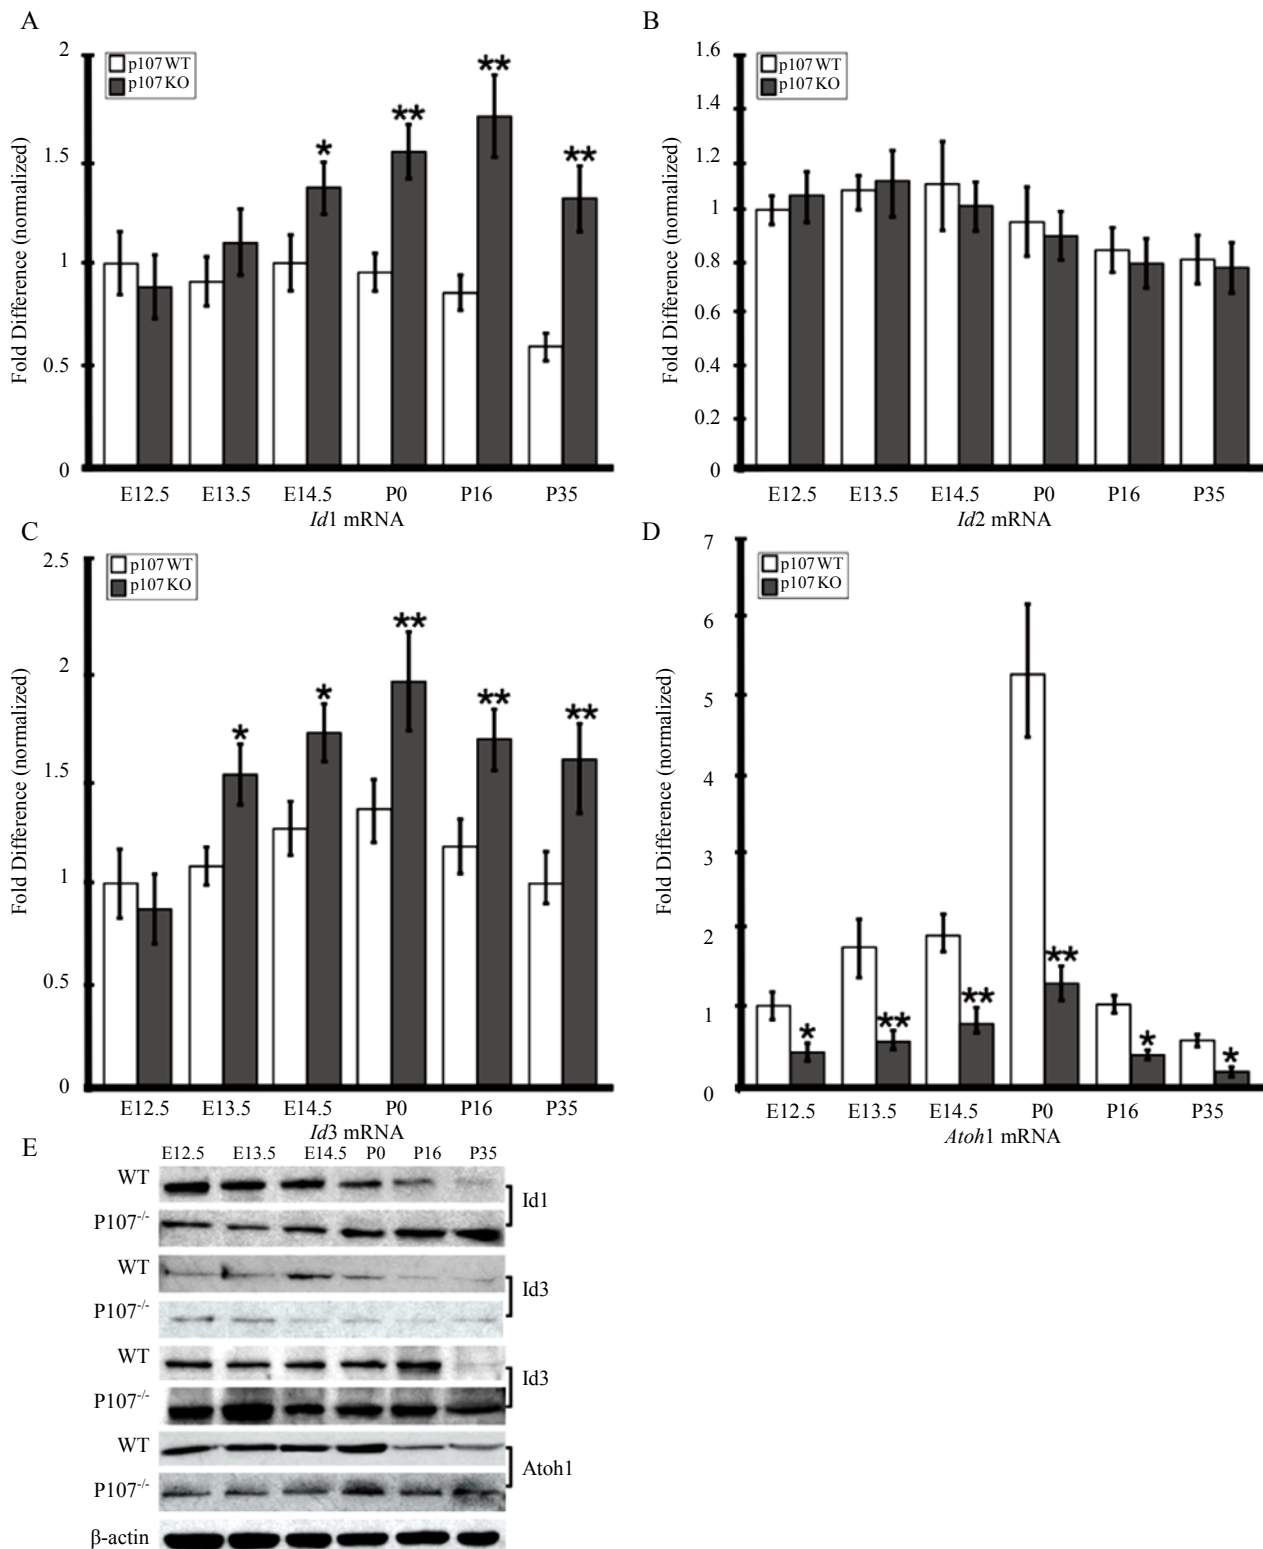 A
Fold Difference (normalized)
2
1.5
1
0.5
0
p107 WT
p107 KO
*
**
**
**
E12.5 E13.5 E14.5 P0 P16 P35
Id1 mRNA
B
Fold Difference (normalized)
1.6
1.4
1.2
1
0.8
0.6
0.4
0.2
0
p107 WT
p107 KO
E12.5 E13.5 E14.5 P0 P16 P35
Id2 mRNA
C
Fold Difference (normalized)
2.5
2
1.5
1
0.5
0
p107 WT
p107 KO
*
*
**
**
**
E12.5 E13.5 E14.5 P0 P16 P35
Id3 mRNA
D
Fold Difference (normalized)
7
6
5
4
3
2
1
0
p107 WT
p107 KO
*
**
**
**
*
*
E12.5 E13.5 E14.5 P0 P16 P35
Atoh1 mRNA
E
E12.5 E13.5 E14.5 P0 P16 P35
WT
P107-/-
Id1
WT
P107-/-
Id3
WT
P107-/-
Id3
WT
P107-/-
Atoh1
β-actin